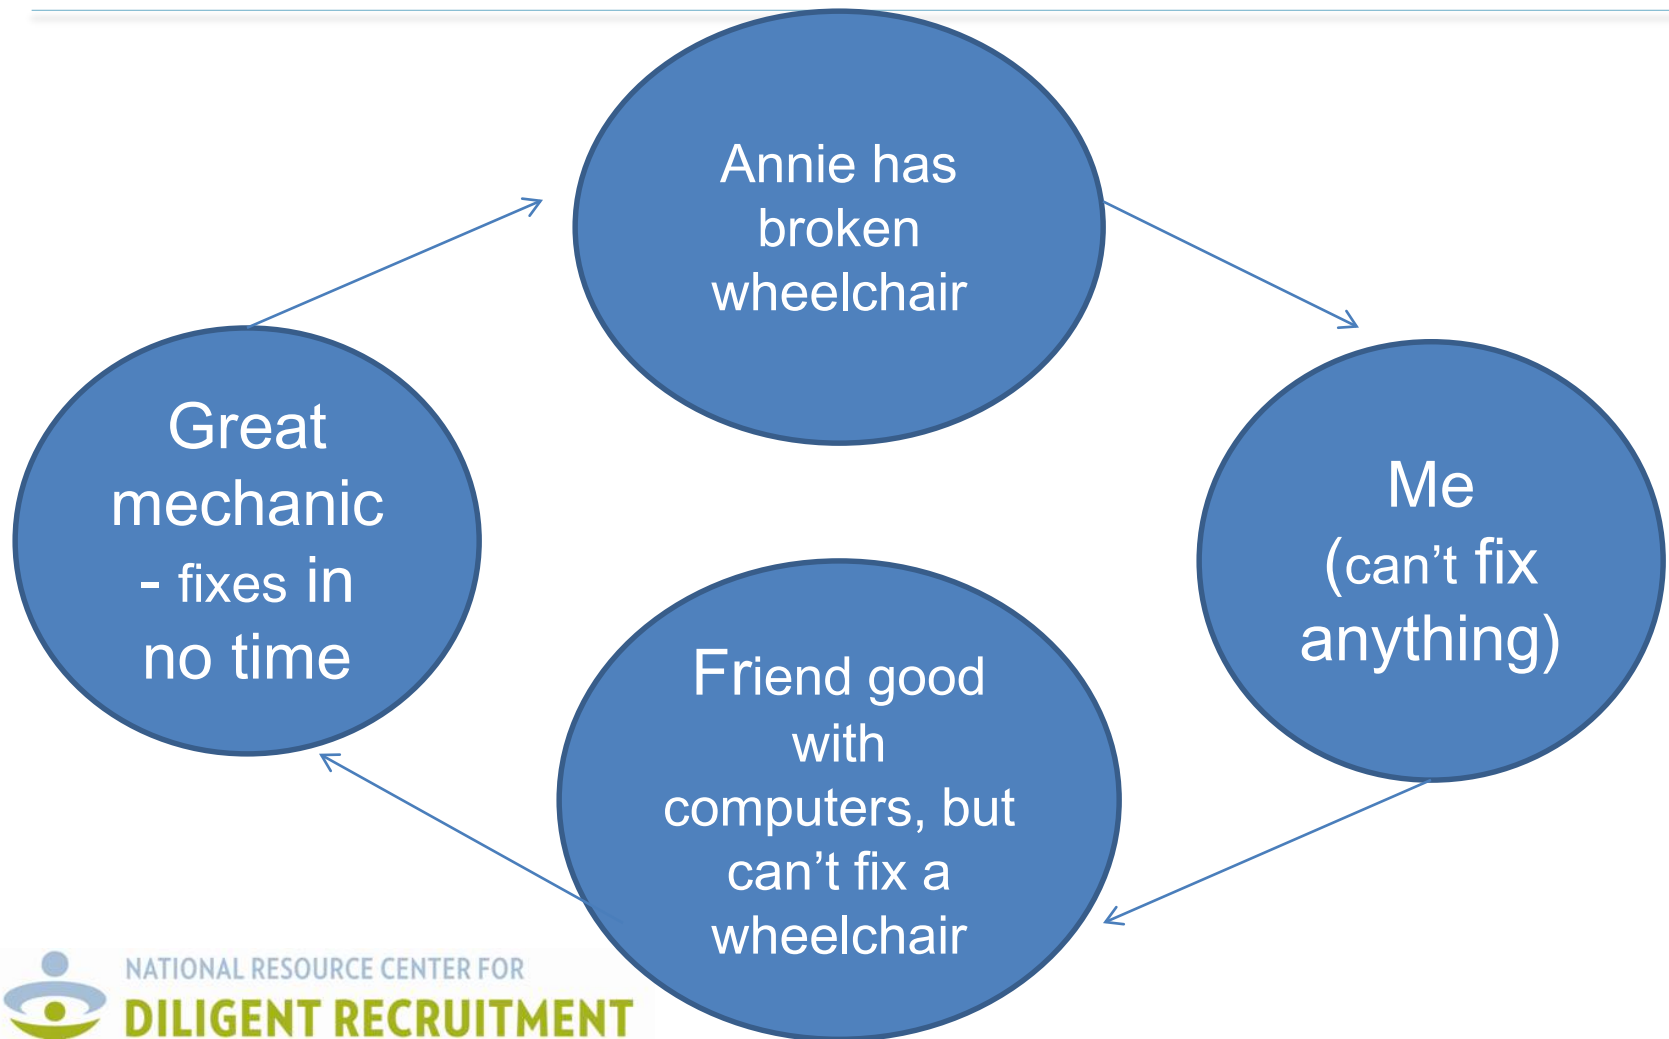 Annie has
broken
wheelchair
Me
(can’t fix
anything)
Friend good
with
computers, but
can’t fix a
wheelchair
Great
mechanic
- fixes in
no time
NATIONAL RESOURCE CENTER FOR
DILIGENT RECRUITMENT